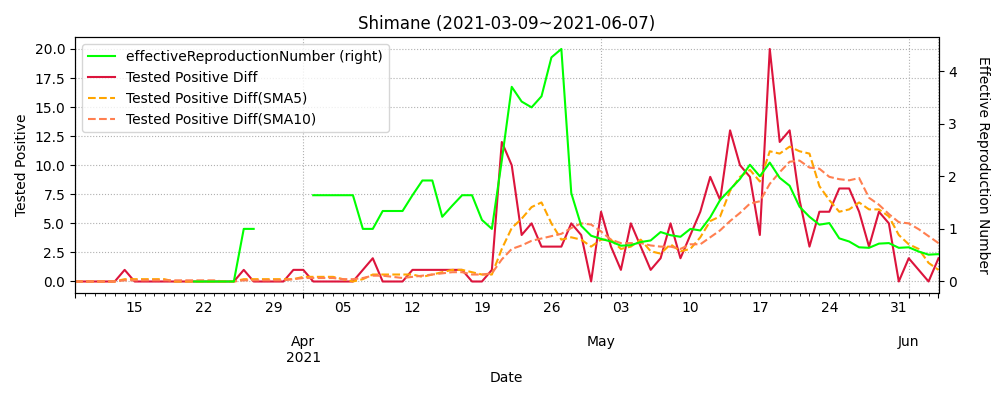 Shimane (2021-03-09~2021-06-07)
effectiveReproductionNumber (right)
Tested Positive Diff
Tested Positive Diff(SMA5)
Tested Positive Diff(SMA10)
Tested Positive
20.0
17.5
15.0
12.5
10.0
7.5
5.0
2.5
0.0
4
3
2
1
0
Effective Reproduction Number
15 22 29 05 12 19 26 03 10 17 24 31
Apr May Jun
2021
Date